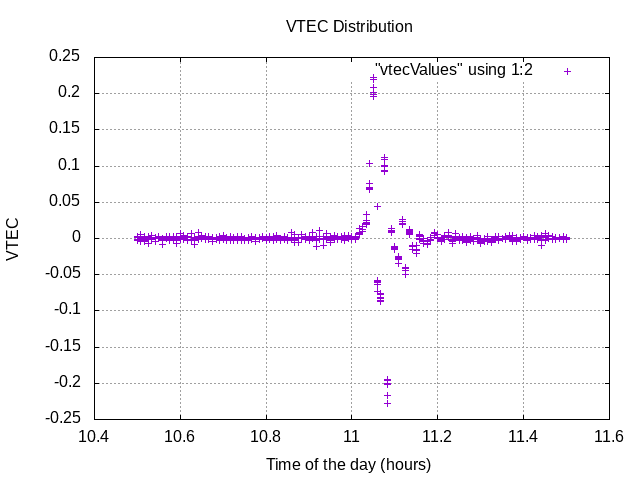 VTEC Distribution
"vtecValues" using 1:2
0.25
0.2
0.15
0.1
0.05
0
-0.05
-0.1
-0.15
-0.2
-0.25
VTEC
10.4 10.6 10.8 11 11.2 11.4 11.6
Time of the day (hours)